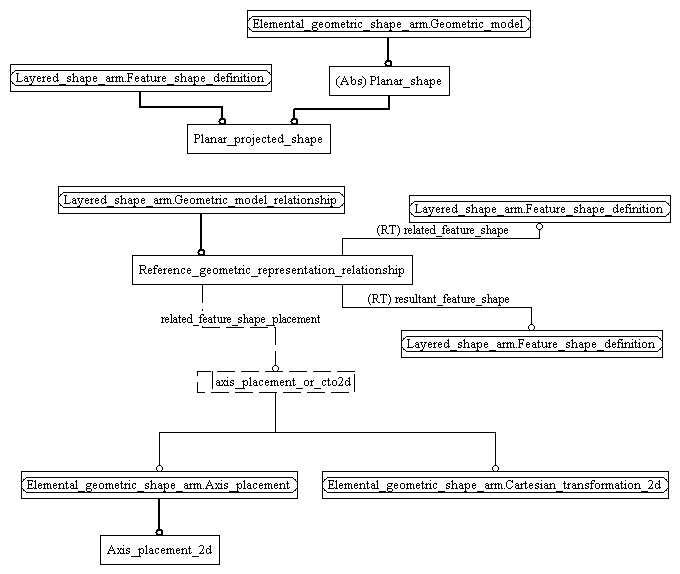 Elemental_geometric_shape_arm.Geometric_model
Layered_shape_arm.Feature_shape_definition
(Abs) Planar_shape
Planar_projected_shape
Layered_shape_arm.Geometric_model_relationship
Layered_shape_arm.Feature_shape_definition
(RT) related_feature_shape
Reference_geometric_representation_relationship
(RT) resultant_feature_shape
related_feature_shape_placement
Layered_shape_arm.Feature_shape_definition
axis_placement_or_cto2d
Elemental_geometric_shape_arm.Axis_placement
Elemental_geometric_shape_arm.Cartesian_transformation_2d
Axis_placement_2d